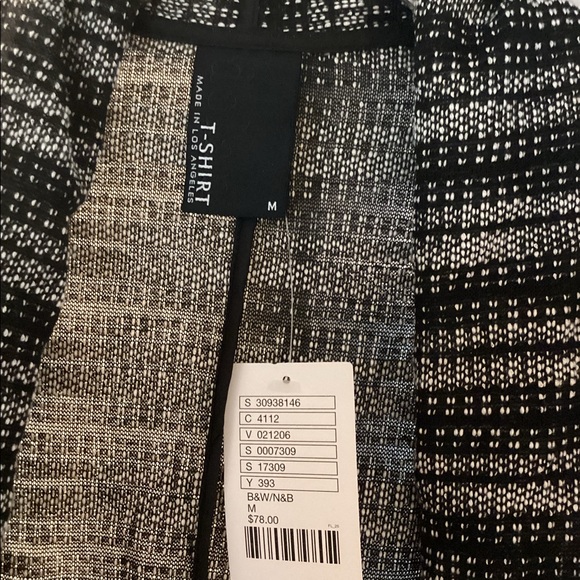 T-SHIRT
MADE IN LOS ANGELES
M
S 30938146
C 4112
V 021206
S 0007309
S 17309
Y 393
B&W/N&B
M
$78.00